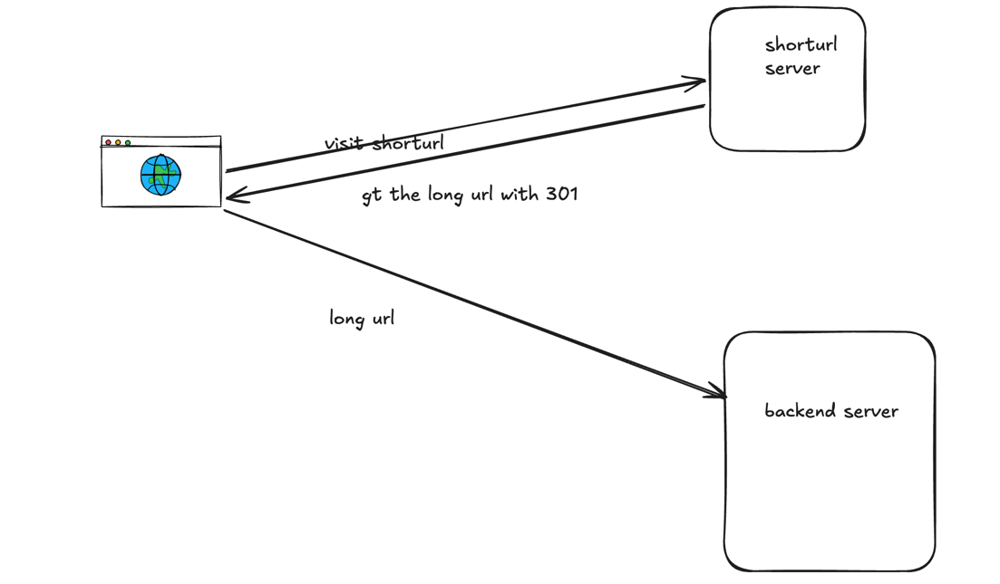 shorturl
server
visit shorturl
gt the long url with 301
long url
backend server